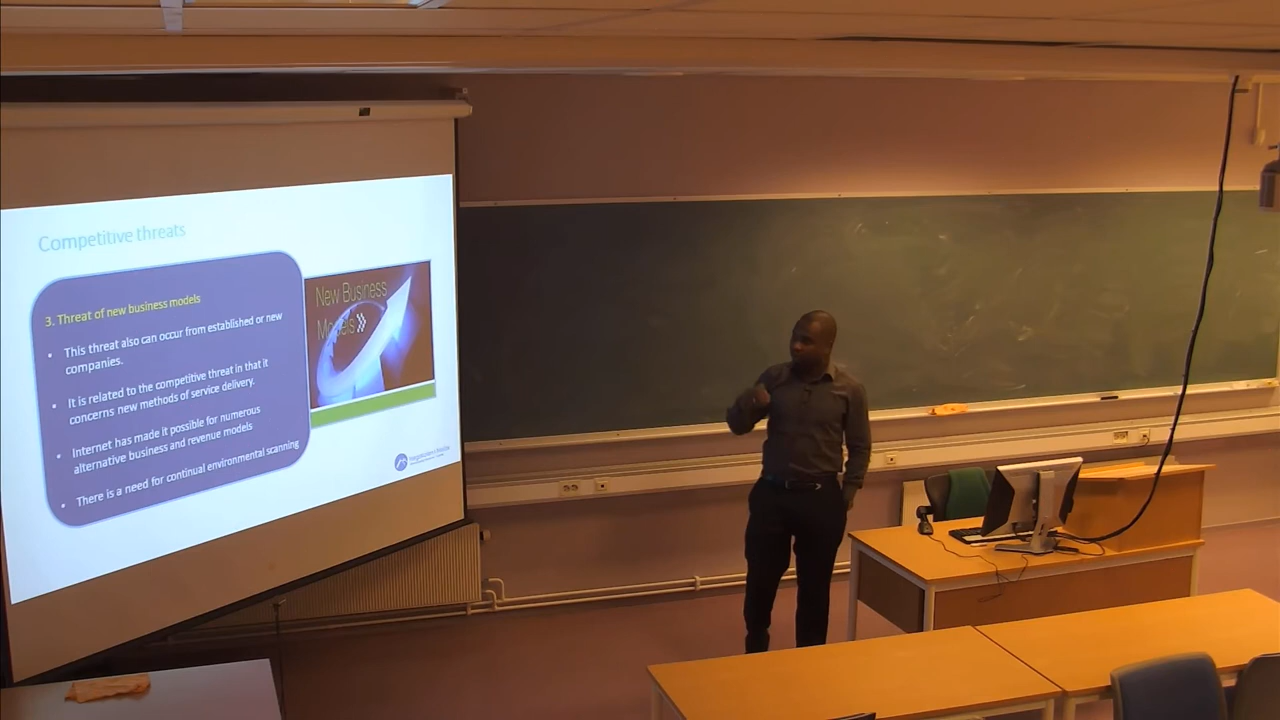 Competitive threats
3. Threat of new business models
• This threat also can occur from established or new
companies.
• It is related to the competitive threat in that it
concerns new methods of service delivery.
• Internet has made it possible for numerous
alternative business and revenue models
• There is a need for continual environmental scanning
New Business
Models